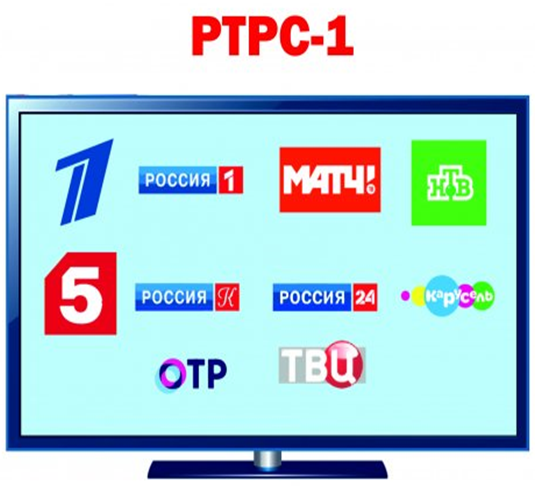 РТРС-1
РОССИЯ 1
МАТЧ!
НТВ
5
РОССИЯ К
РОССИЯ 24
карусель
ОТР
ТВЦ